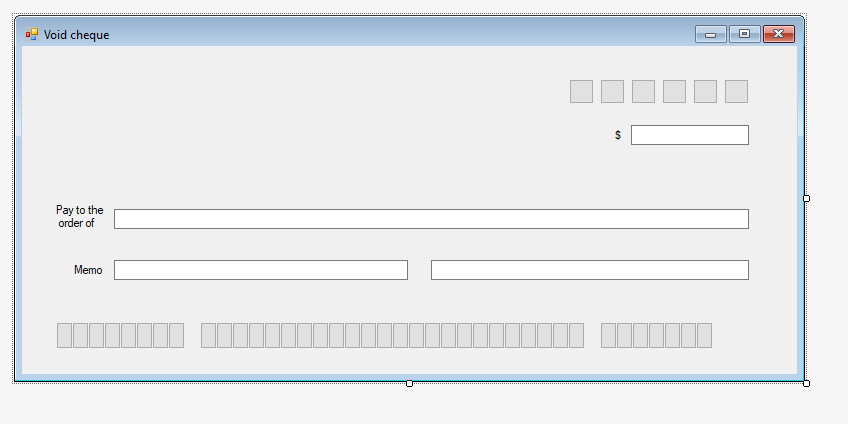 Void cheque
$
Pay to the
order of
Memo